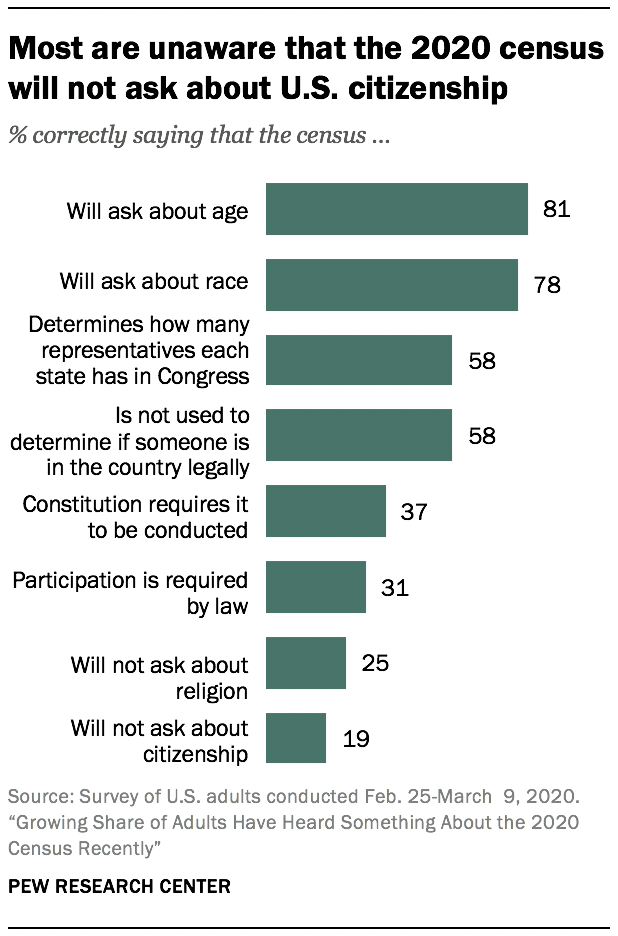 Most are unaware that the 2020 census
will not ask about U.S. citizenship
% correctly saying that the census ...
Will ask about age
81
Will ask about race
78
Determines how many
representatives each
state has in Congress
58
Is not used to
determine if someone is
in the country legally
58
Constitution requires it
to be conducted
37
Participation is required
by law
31
Will not ask about
religion
25
Will not ask about
citizenship
19
Source: Survey of U.S. adults conducted Feb. 25-March  9, 2020.
“Growing Share of Adults Have Heard Something About the 2020
Census Recently”
PEW RESEARCH CENTER